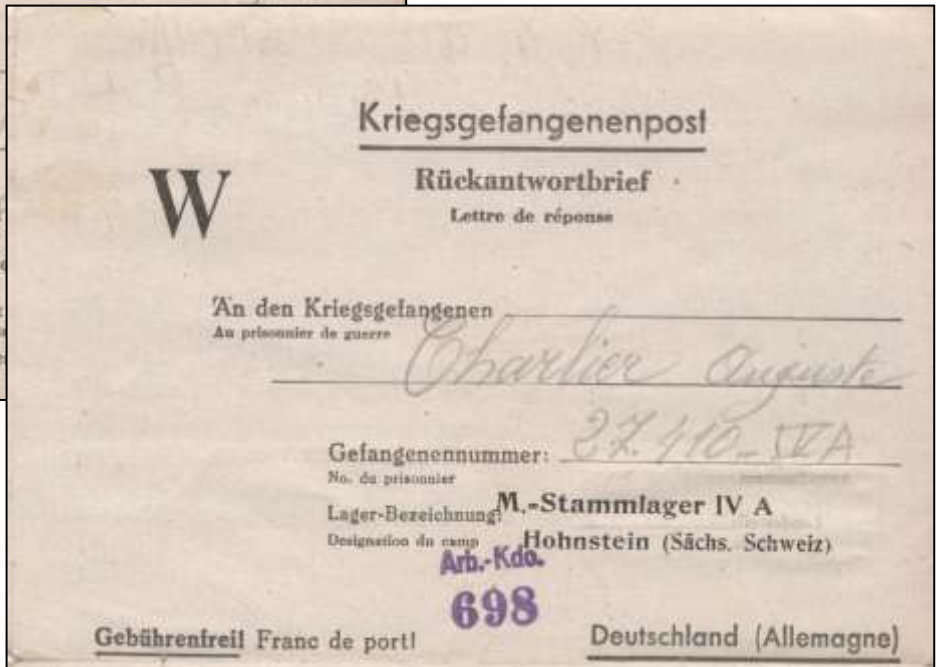 Kriegsgefangenenpost
W
Rückantwortbrief
Lettre de réponse
An den Kriegsgefangenen
Au prisonnier de guerre
Charlier Auguste
Gefangenennummer: 27.410-IVA
No. du prisonnier
Lager-Bezeichnung: M.-Stammlager IV A
Designation du camp Hohnstein (Sächs. Schweiz)
Arb.-Kdo.
698
Gebührenfrei! Franc de port! Deutschland (Allemagne)